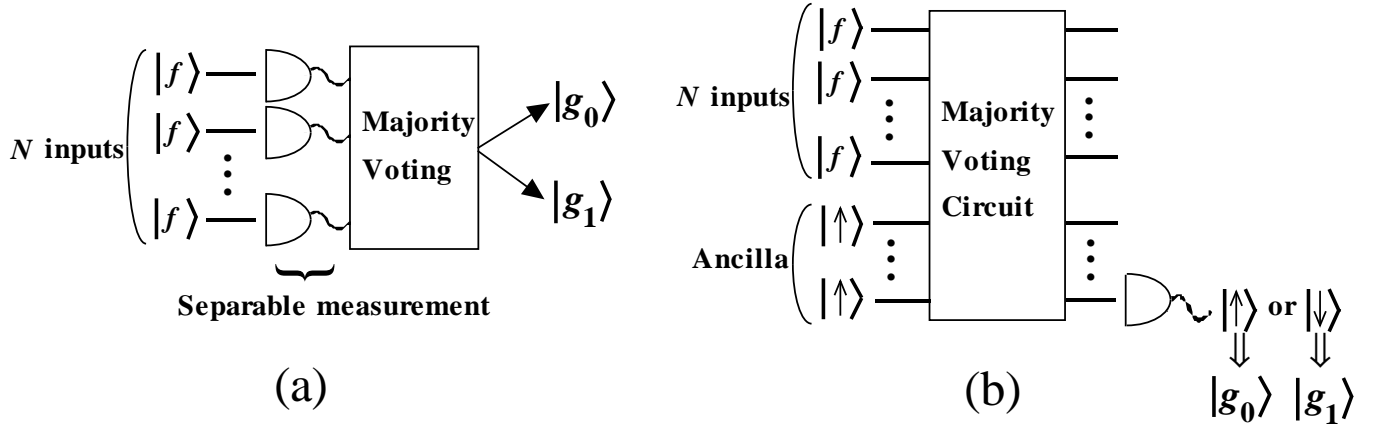 N inputs
|f⟩
|f⟩
|f⟩
Majority
Voting
|g₀⟩
|g₁⟩
Separable measurement
(a)
N inputs
|f⟩
|f⟩
|f⟩
Ancilla
|↑⟩
|↑⟩
Majority
Voting
Circuit
|↑⟩ or |↓⟩
|g₀⟩ |g₁⟩
(b)